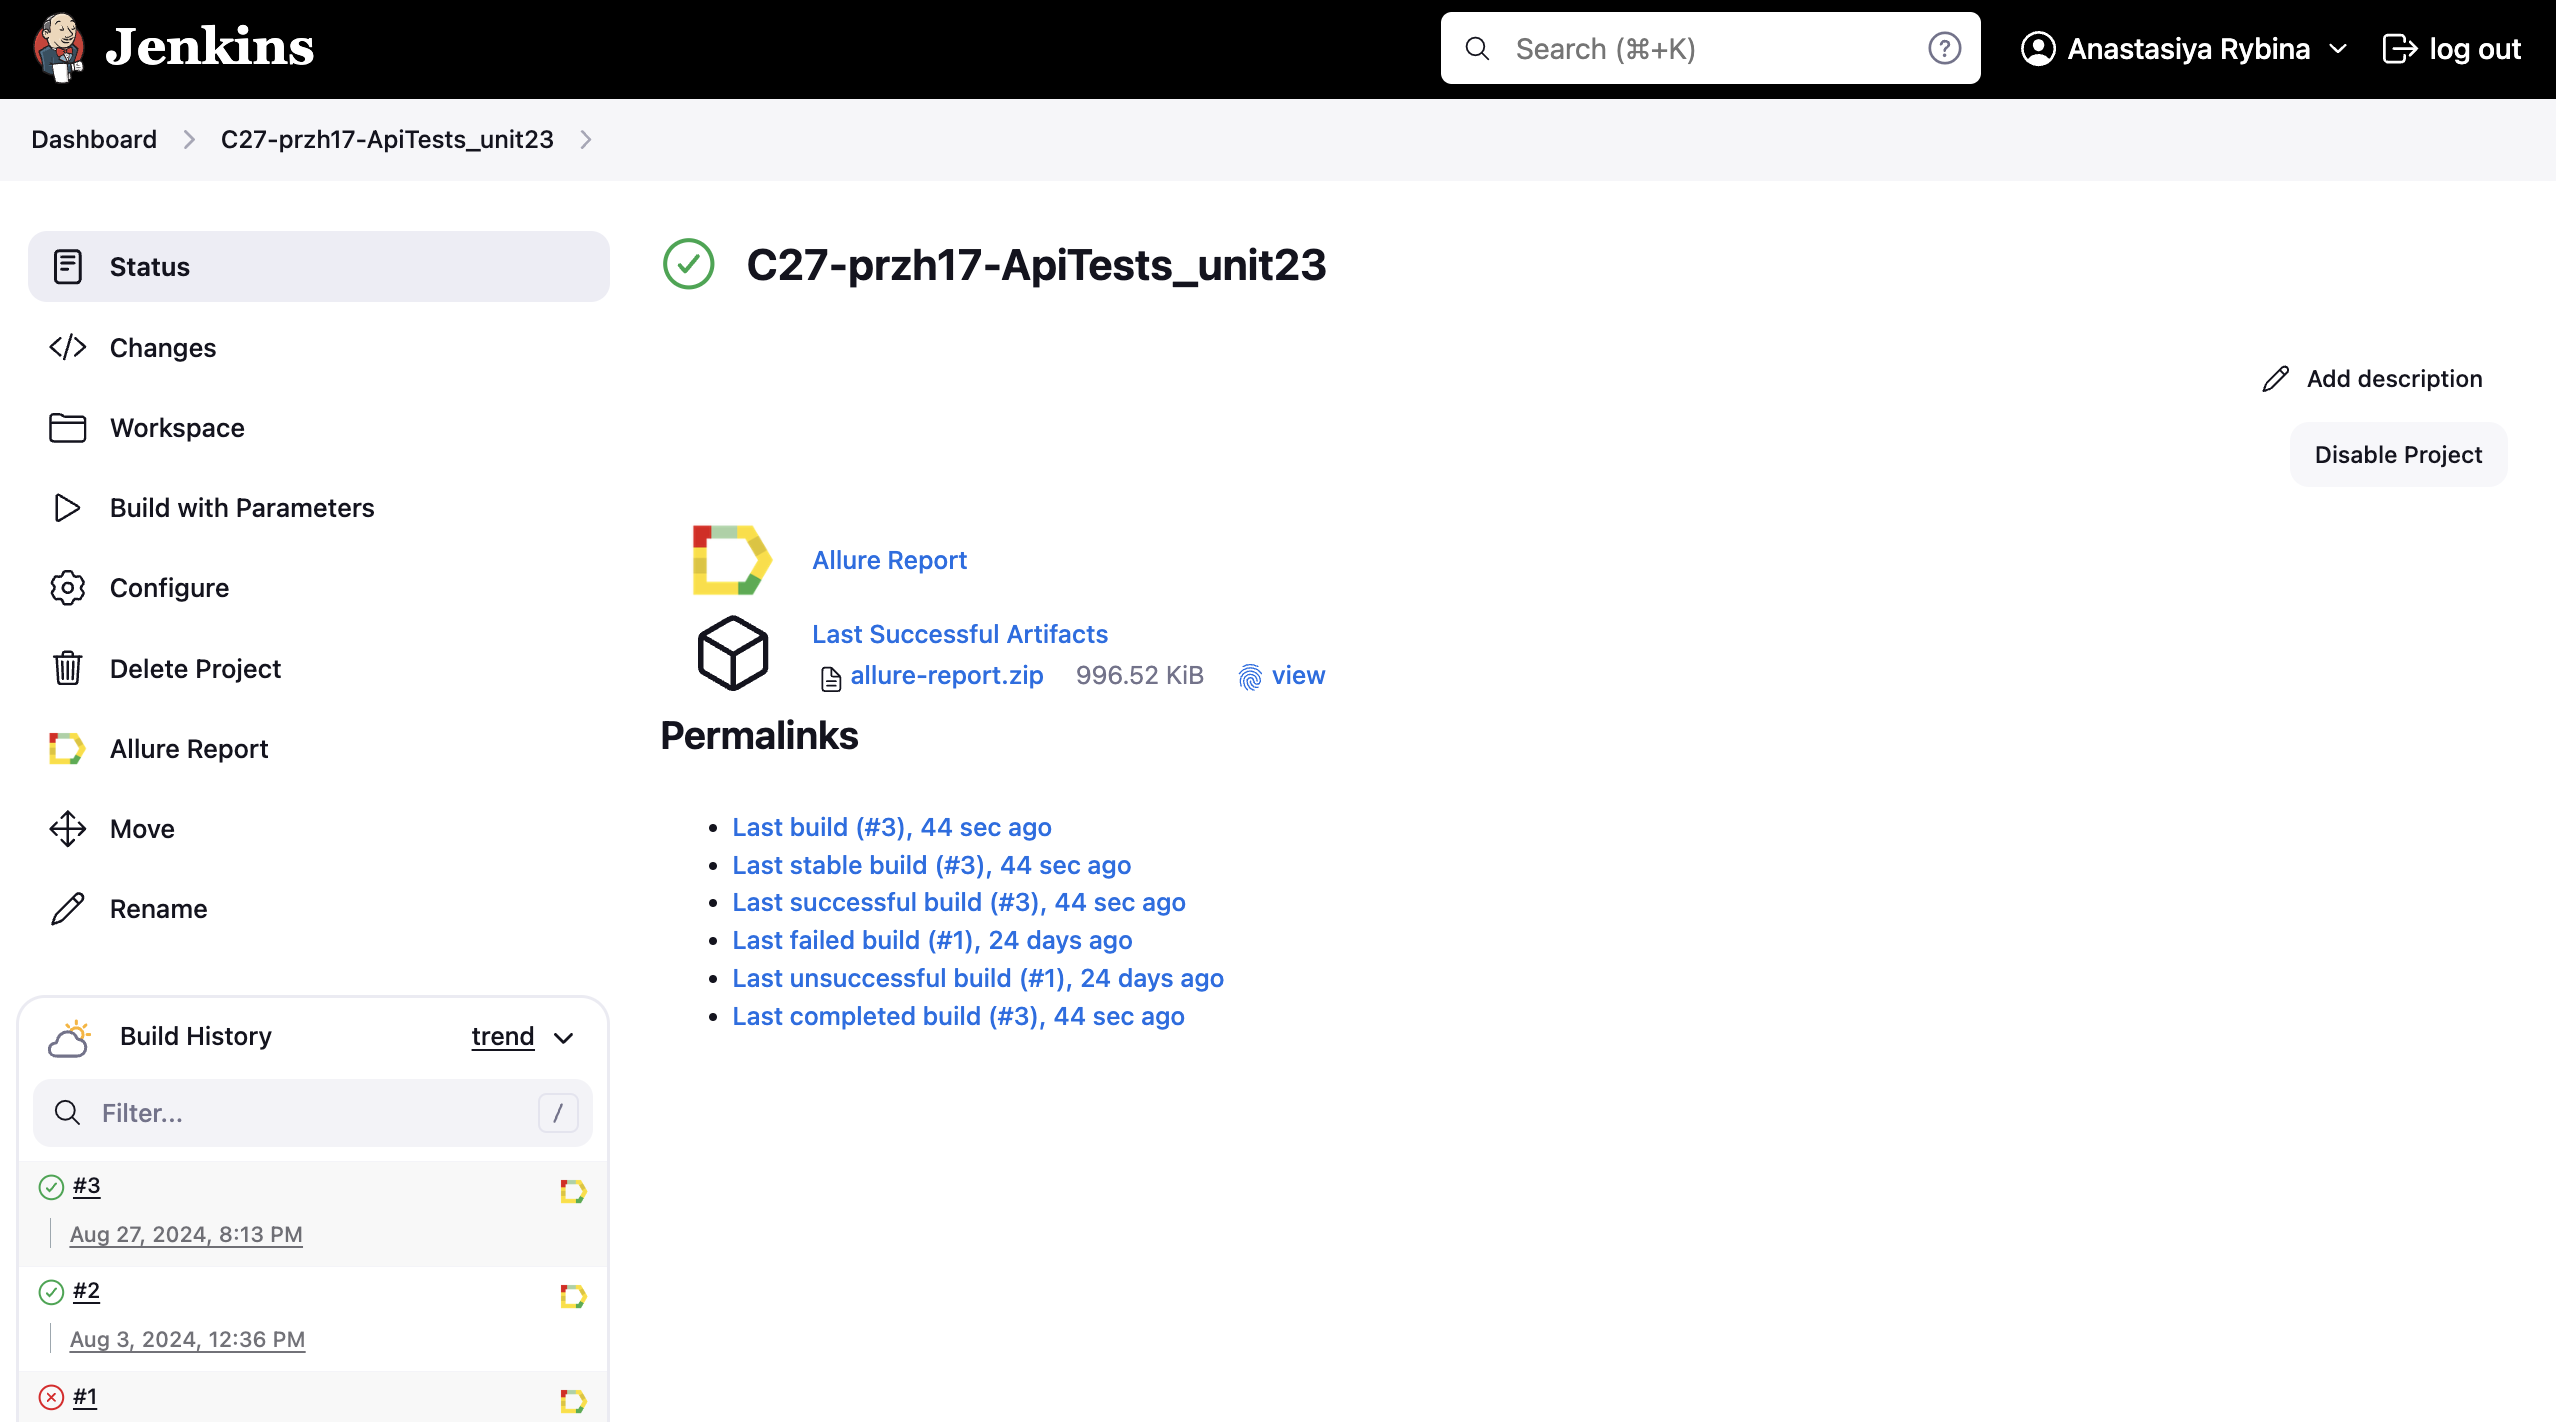 Jenkins
Search (⌘+K)
Anastasiya Rybina
log out
Dashboard
C27-przh17-ApiTests_unit23
Status
Changes
Workspace
Build with Parameters
Configure
Delete Project
Allure Report
Move
Rename
Build History
trend
Filter...
/
#3
Aug 27, 2024, 8:13 PM
#2
Aug 3, 2024, 12:36 PM
#1
C27-przh17-ApiTests_unit23
Add description
Disable Project
Allure Report
Last Successful Artifacts
allure-report.zip 996.52 KiB view
Permalinks
Last build (#3), 44 sec ago
Last stable build (#3), 44 sec ago
Last successful build (#3), 44 sec ago
Last failed build (#1), 24 days ago
Last unsuccessful build (#1), 24 days ago
Last completed build (#3), 44 sec ago